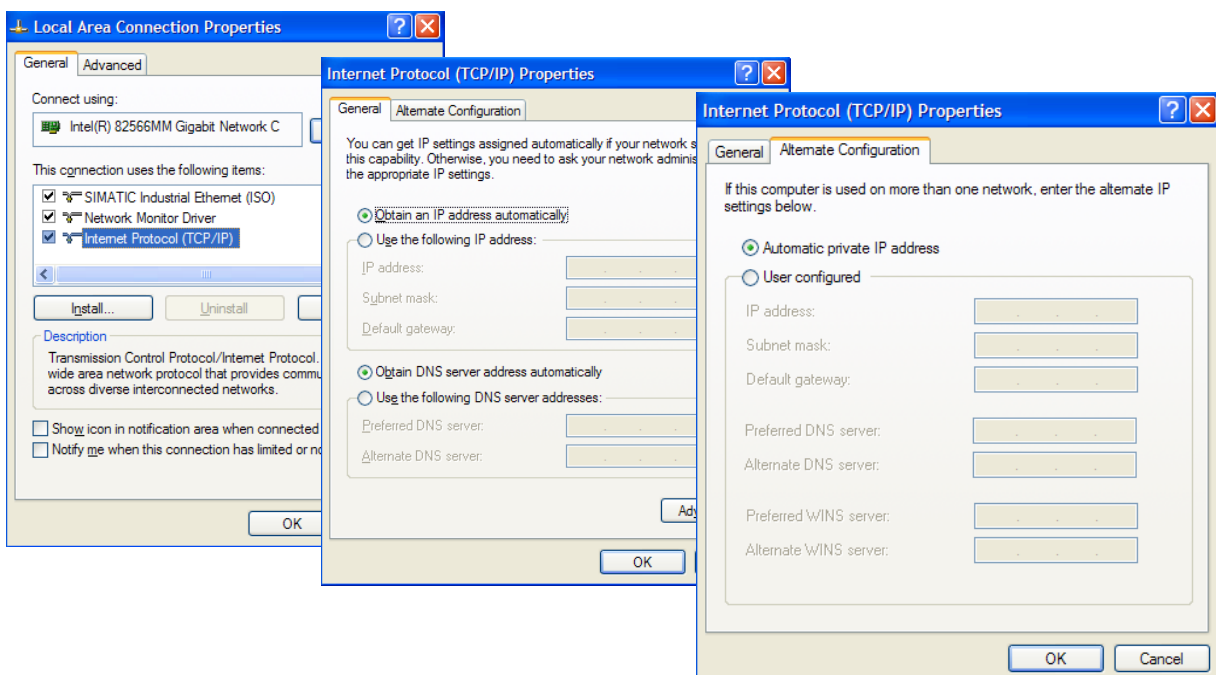 Local Area Connection Properties
General
Advanced
Connect using:
Intel(R) 82566MM Gigabit Network C
This connection uses the following items:
SIMATIC Industrial Ethernet (ISO)
Network Monitor Driver
Internet Protocol (TCP/IP)
Install...
Uninstall
Description
Transmission Control Protocol/Internet Protocol.
wide area network protocol that provides commu
across diverse interconnected networks.
Show icon in notification area when connected
Notify me when this connection has limited or no
OK
Internet Protocol (TCP/IP) Properties
General
Alternate Configuration
You can get IP settings assigned automatically if your network s
this capability. Otherwise, you need to ask your network adminis
the appropriate IP settings.
Obtain an IP address automatically
Use the following IP address:
IP address:
Subnet mask:
Default gateway:
Obtain DNS server address automatically
Use the following DNS server addresses:
Preferred DNS server:
Alternate DNS server:
Adv
OK
Internet Protocol (TCP/IP) Properties
General
Alternate Configuration
If this computer is used on more than one network, enter the alternate IP
settings below.
Automatic private IP address
User configured
IP address:
Subnet mask:
Default gateway:
Preferred DNS server:
Alternate DNS server:
Preferred WINS server:
Alternate WINS server:
OK
Cancel